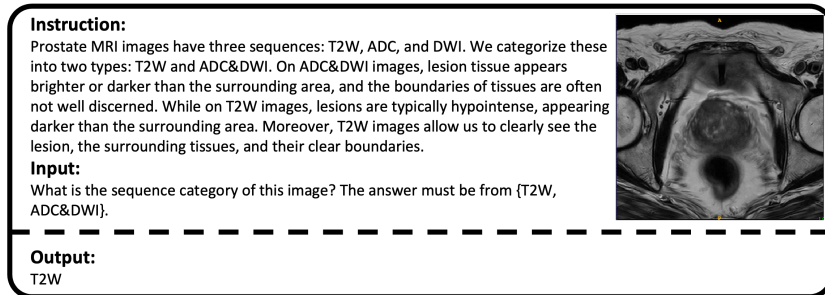 Instruction:
Prostate MRI images have three sequences: T2W, ADC, and DWI. We categorize these
into two types: T2W and ADC&DWI. On ADC&DWI images, lesion tissue appears
brighter or darker than the surrounding area, and the boundaries of tissues are often
not well discerned. While on T2W images, lesions are typically hypointense, appearing
darker than the surrounding area. Moreover, T2W images allow us to clearly see the
lesion, the surrounding tissues, and their clear boundaries.
Input:
What is the sequence category of this image? The answer must be from {T2W,
ADC&DWI}.
A
Output:
T2W